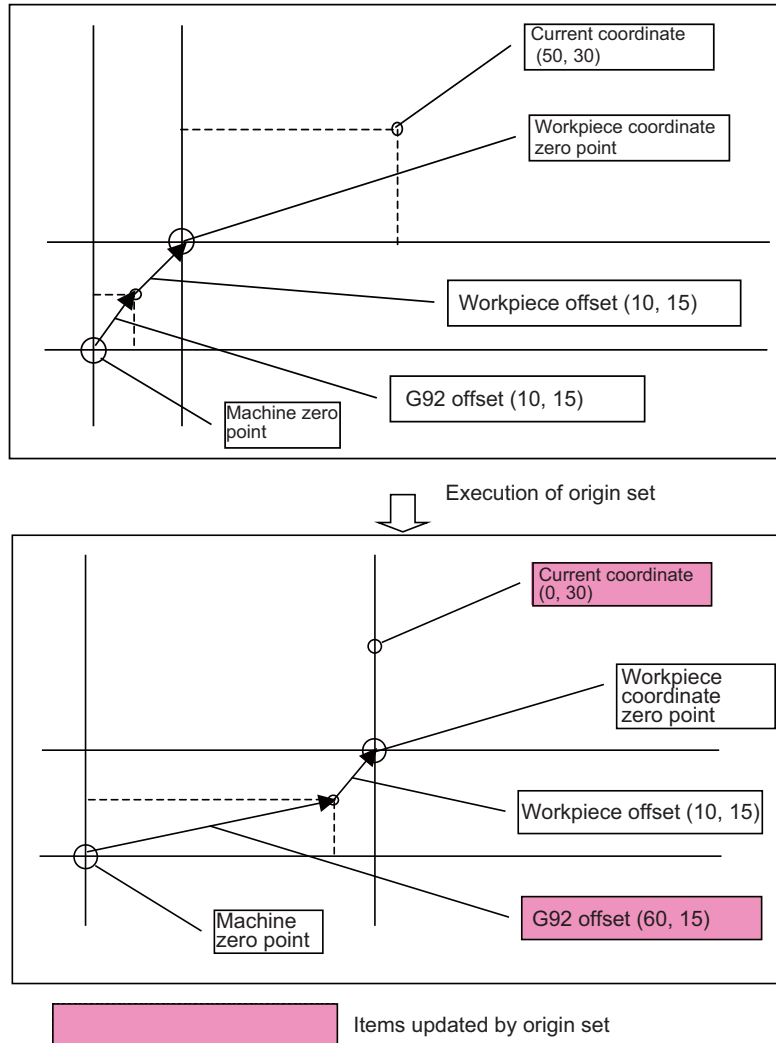 Current coordinate
(50, 30)
Workpiece coordinate
zero point
Workpiece offset (10, 15)
G92 offset (10, 15)
Machine zero
point
Execution of origin set
Current coordinate
(0, 30)
Workpiece
coordinate
zero point
Workpiece offset (10, 15)
G92 offset (60, 15)
Machine
zero point
Items updated by origin set